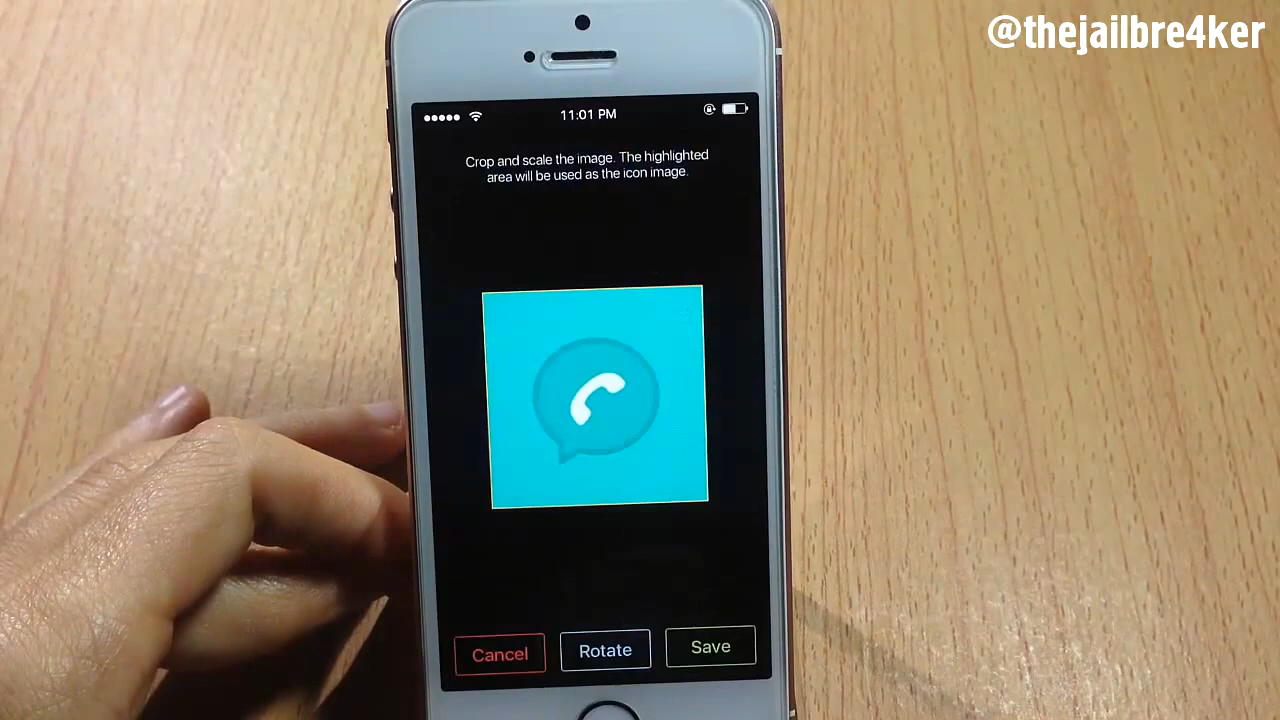 @thejailbre4ker
11:01 PM
Crop and scale the image. The highlighted
area will be used as the icon image.
Cancel
Rotate
Save